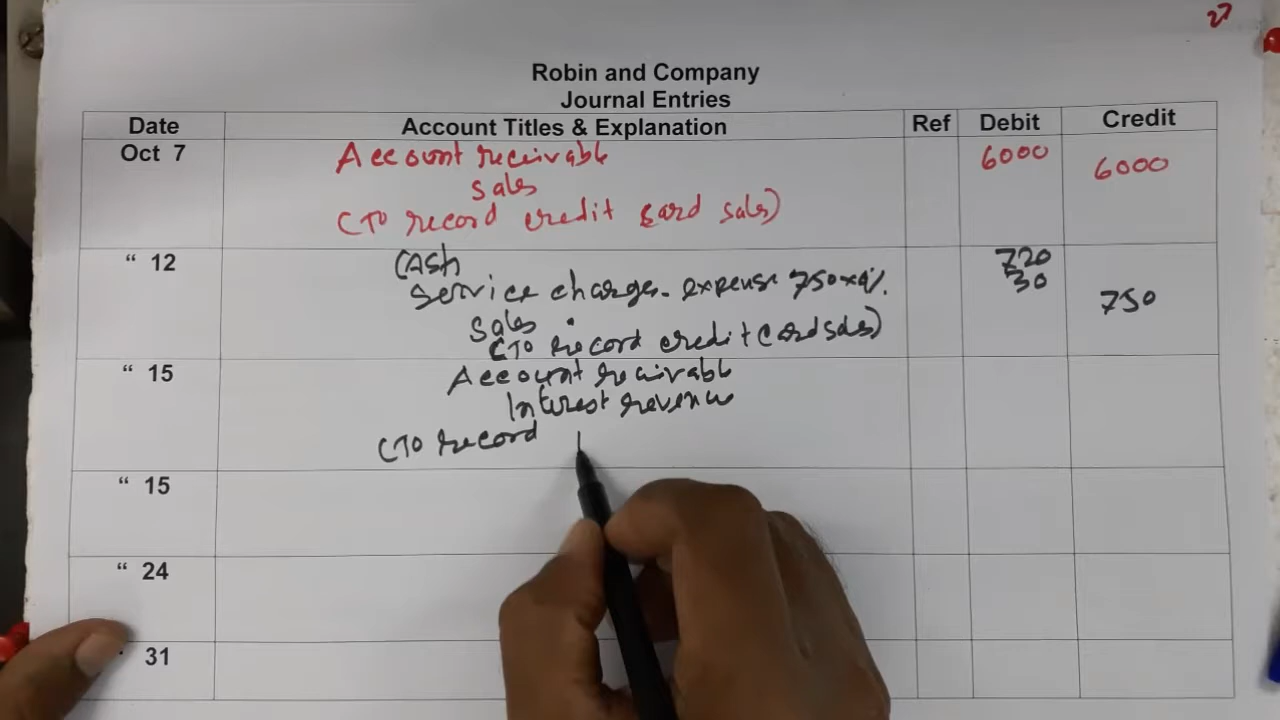 27
Robin and Company
Journal Entries
Date Account Titles & Explanation Ref Debit Credit
Oct 7 Account receivable 6000
sales 6000
(To record credit card sales)
“ 12 Cash 720
service charges expense 750x4% 30
sales 750
(To record credit card sales)
“ 15 Account receivable
Interest revenue
(To record
“ 15
“ 24
31